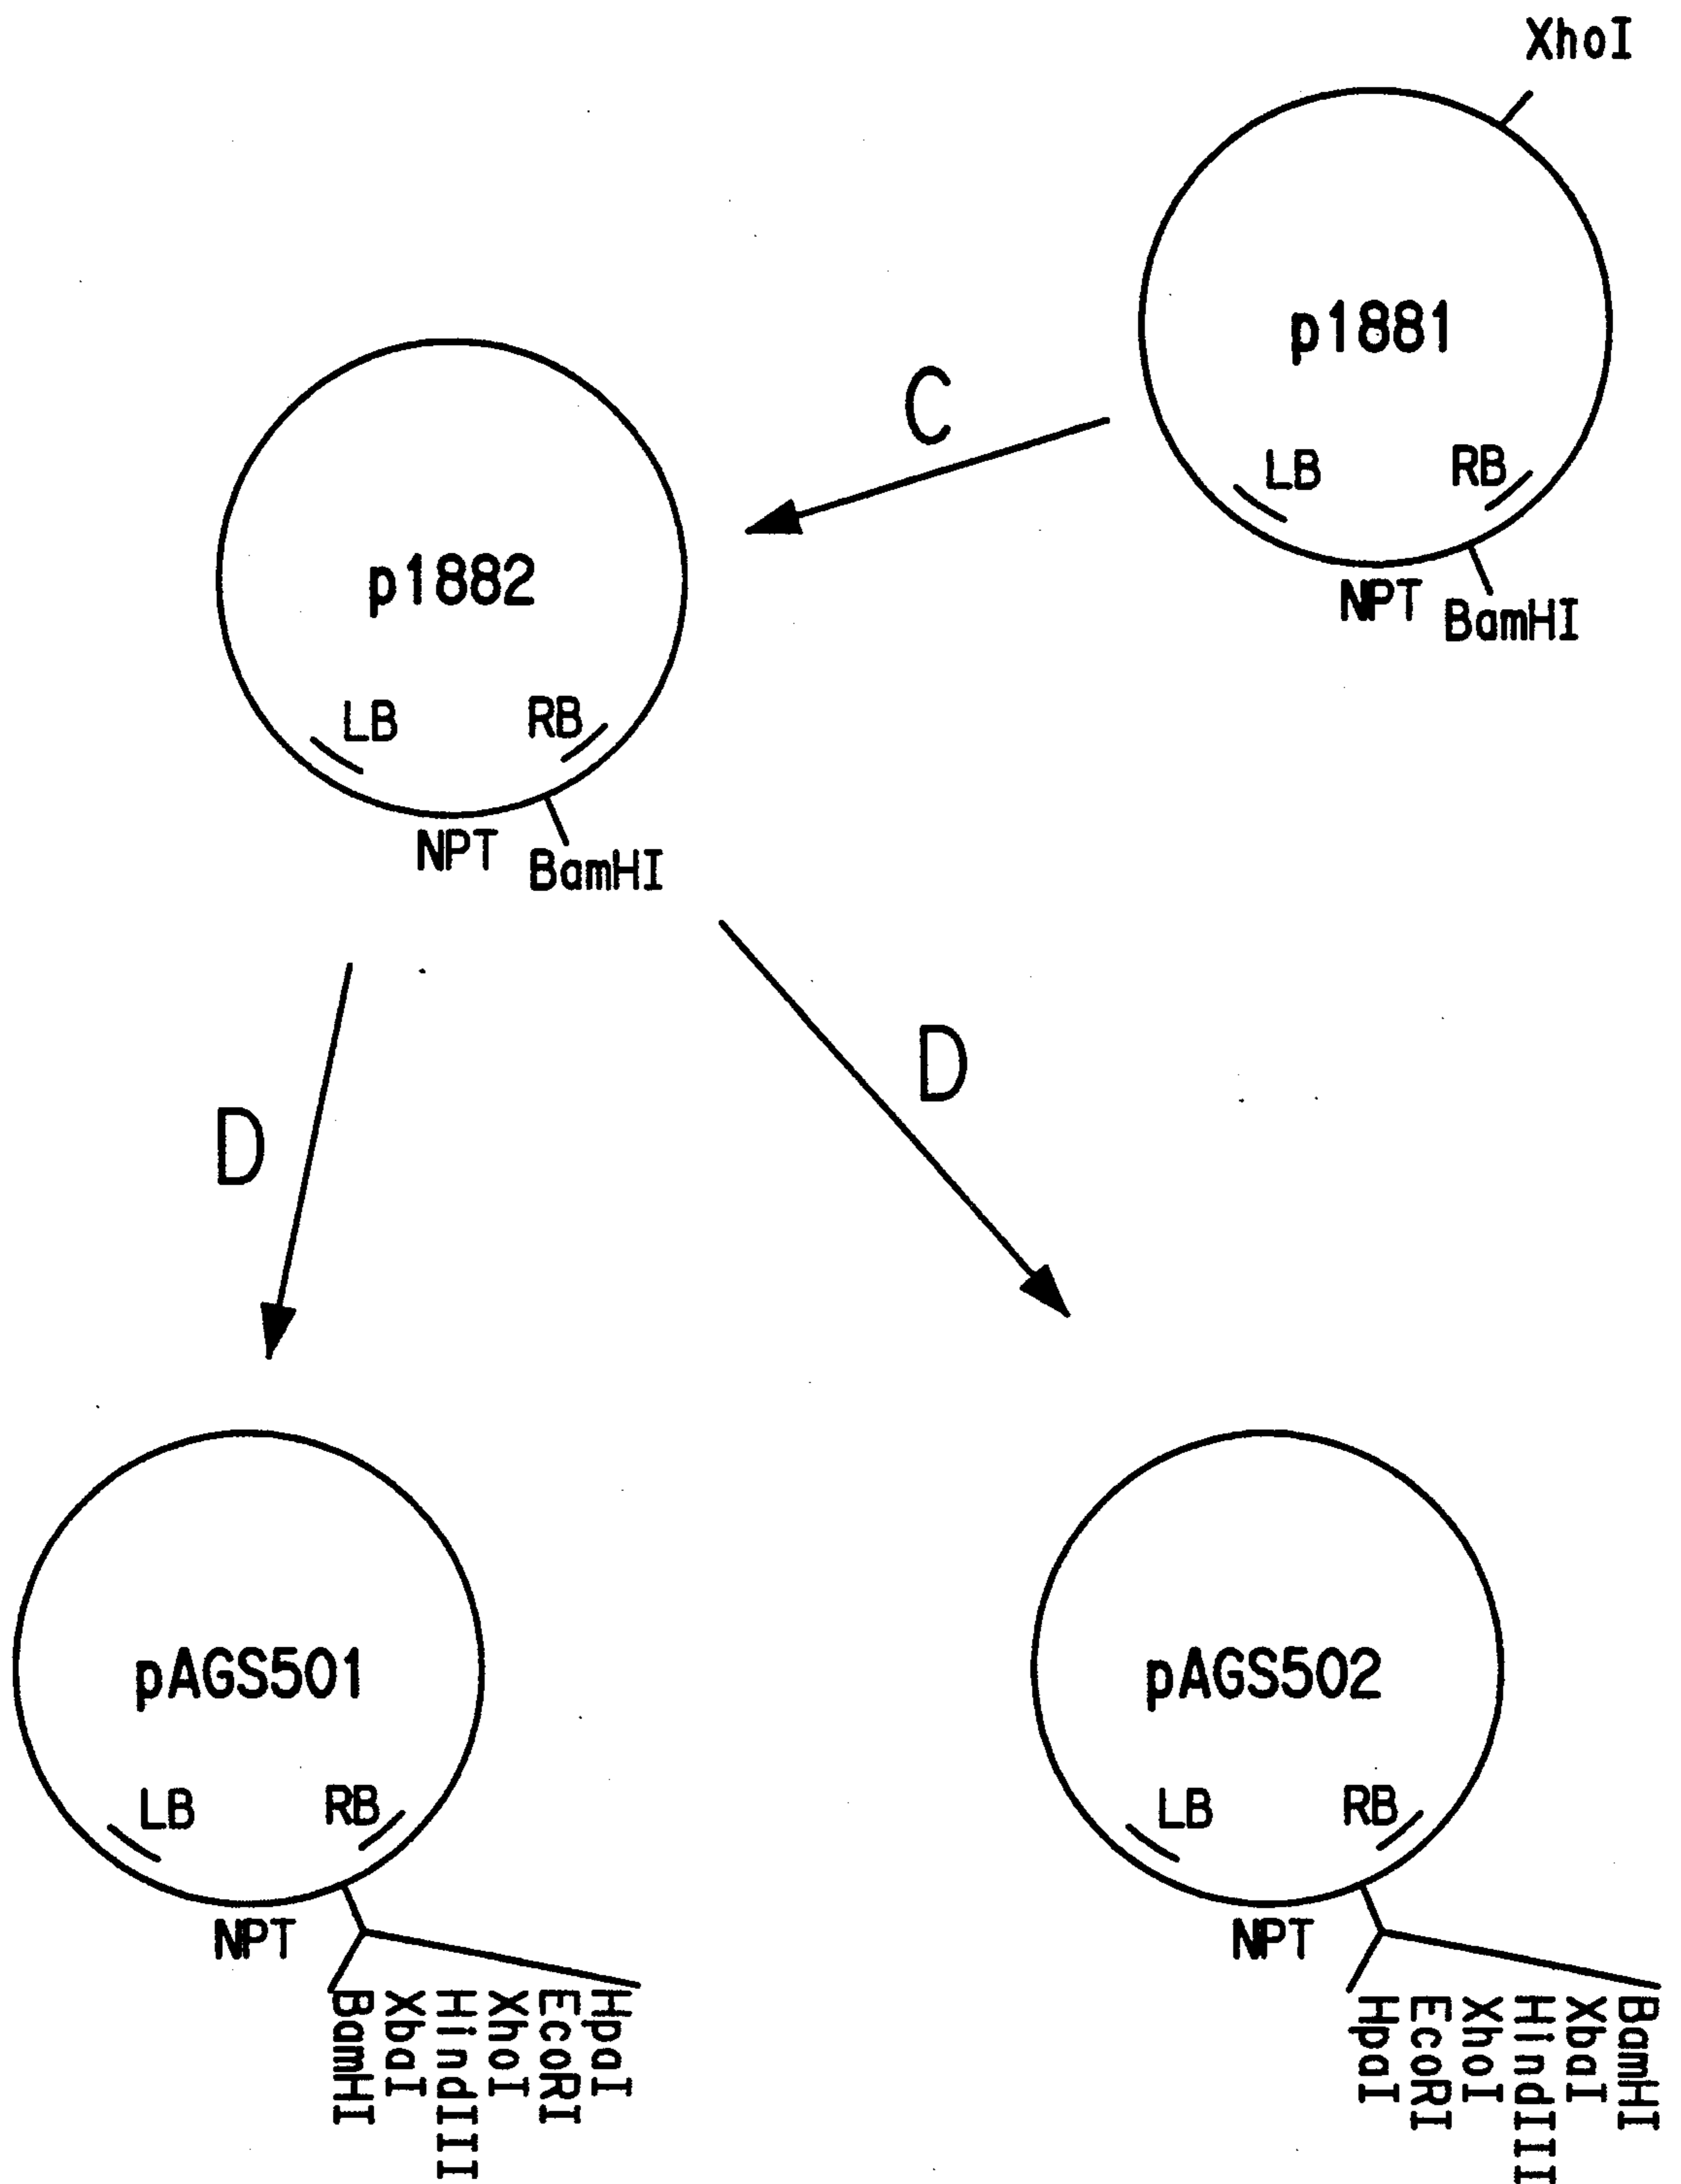 XhoI
p1881
LB
RB
NPT
BamHI
C
p1882
LB
RB
NPT
BamHI
D
D
pAGS501
LB
RB
NPT
BamHI
XbaI
HindIII
XhoI
EcoRI
HpaI
pAGS502
LB
RB
NPT
HpaI
EcoRI
XhoI
HindIII
XbaI
BamHI